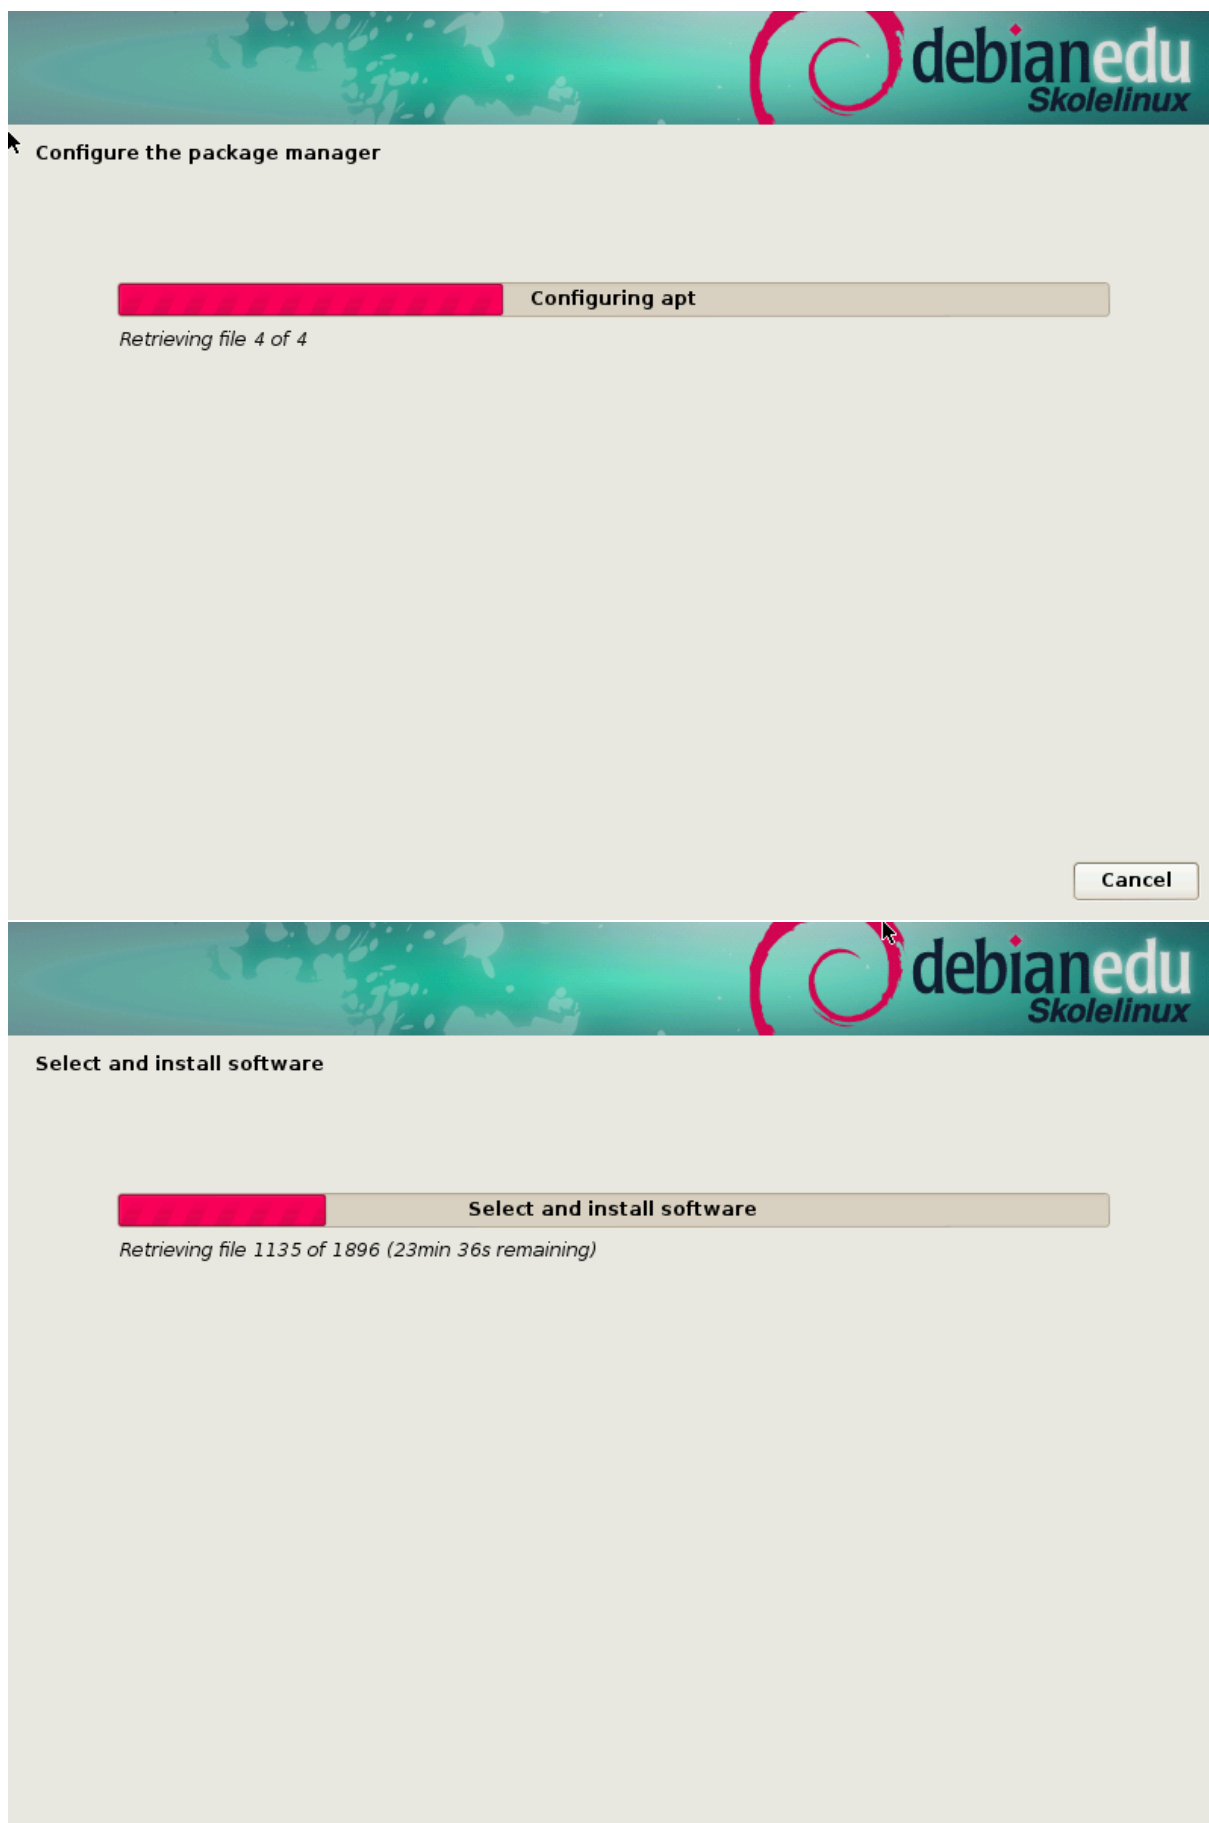 debianedu
Skolelinux
Configure the package manager
Configuring apt
Retrieving file 4 of 4
Cancel
debianedu
Skolelinux
Select and install software
Select and install software
Retrieving file 1135 of 1896 (23min 36s remaining)